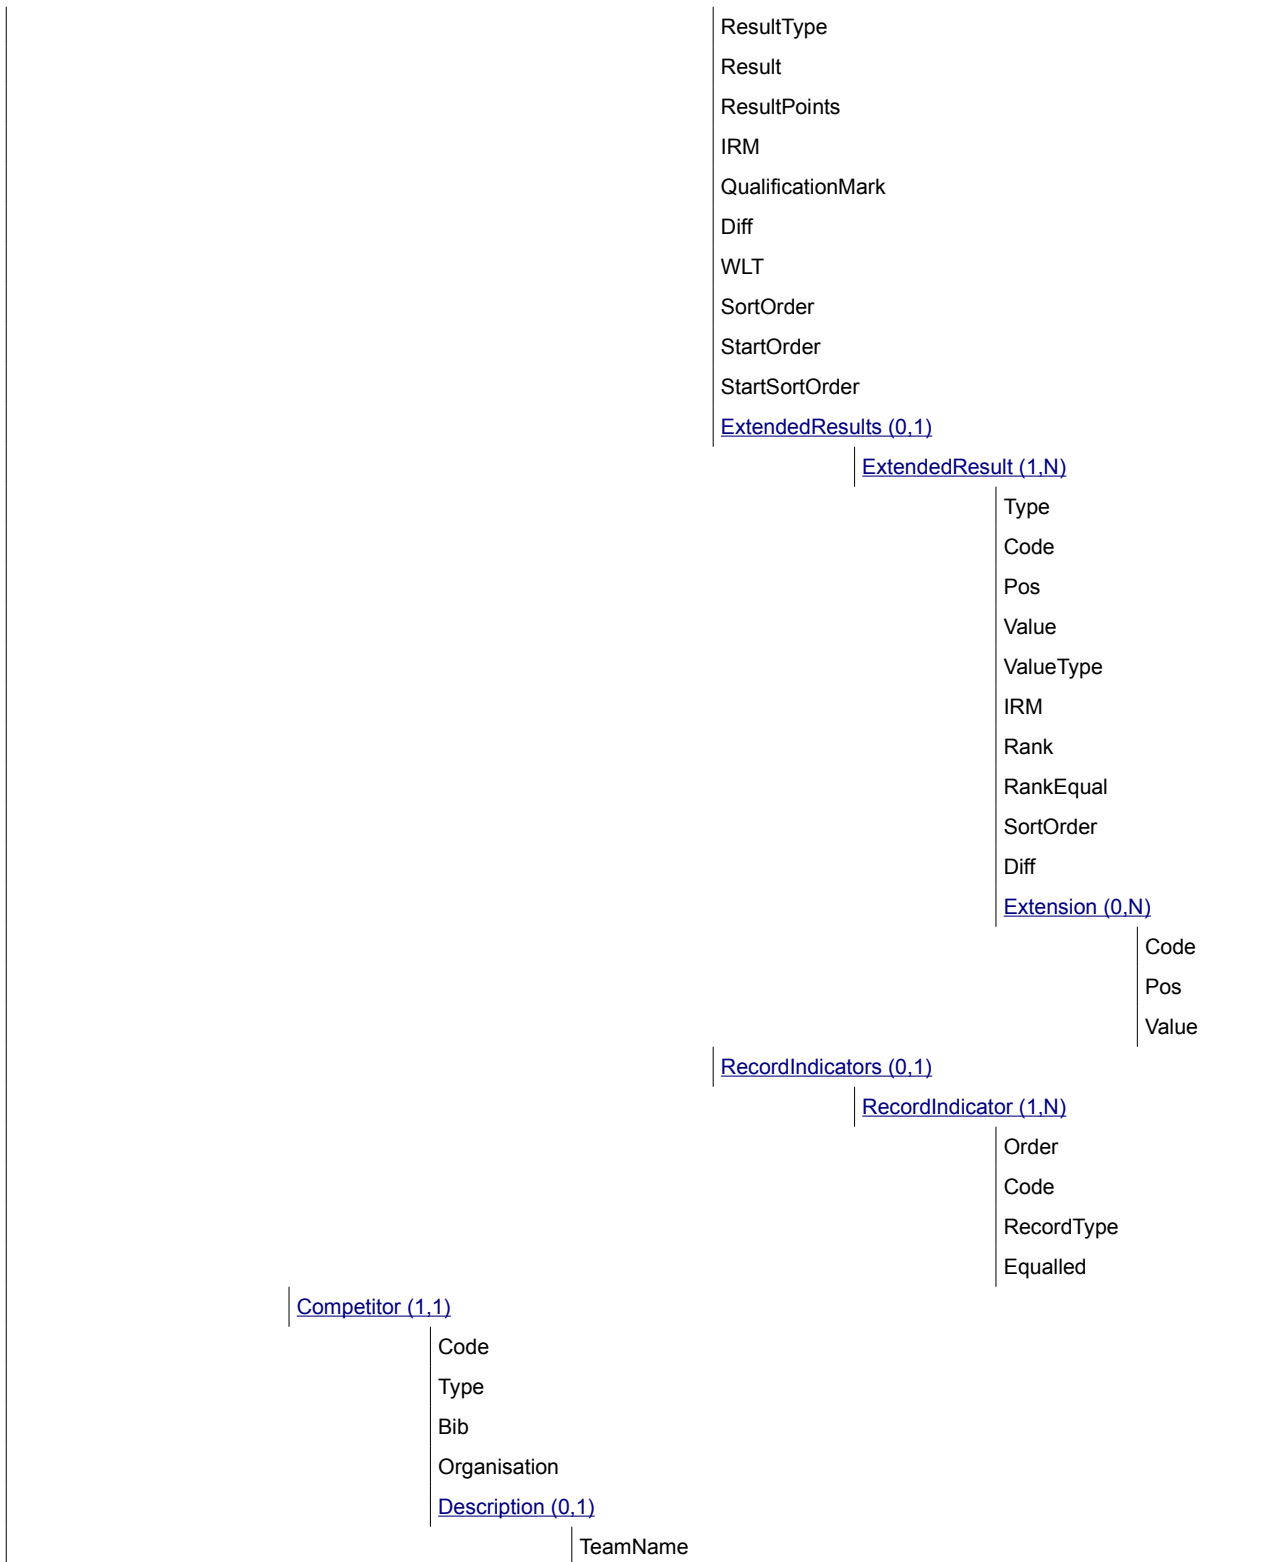 ResultType
Result
ResultPoints
IRM
QualificationMark
Diff
WLT
SortOrder
StartOrder
StartSortOrder
ExtendedResults (0,1)
ExtendedResult (1,N)
Type
Code
Pos
Value
ValueType
IRM
Rank
RankEqual
SortOrder
Diff
Extension (0,N)
Code
Pos
Value
RecordIndicators (0,1)
RecordIndicator (1,N)
Order
Code
RecordType
Equalled
Competitor (1,1)
Code
Type
Bib
Organisation
Description (0,1)
TeamName